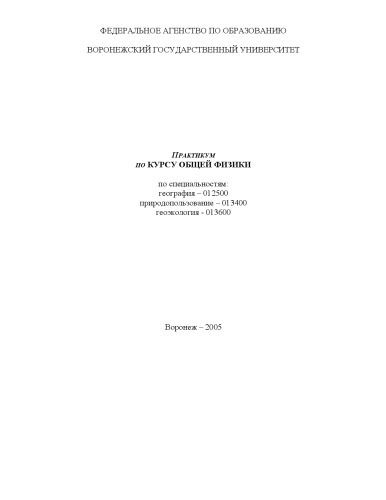 ФЕДЕРАЛЬНОЕ АГЕНСТВО ПО ОБРАЗОВАНИЮ
ВОРОНЕЖСКИЙ ГОСУДАРСТВЕННЫЙ УНИВЕРСИТЕТ
ПРАКТИКУМ
ПО КУРСУ ОБЩЕЙ ФИЗИКИ
по специальностям:
география – 012500
природопользование – 013400
геоэкология - 013600
Воронеж – 2005